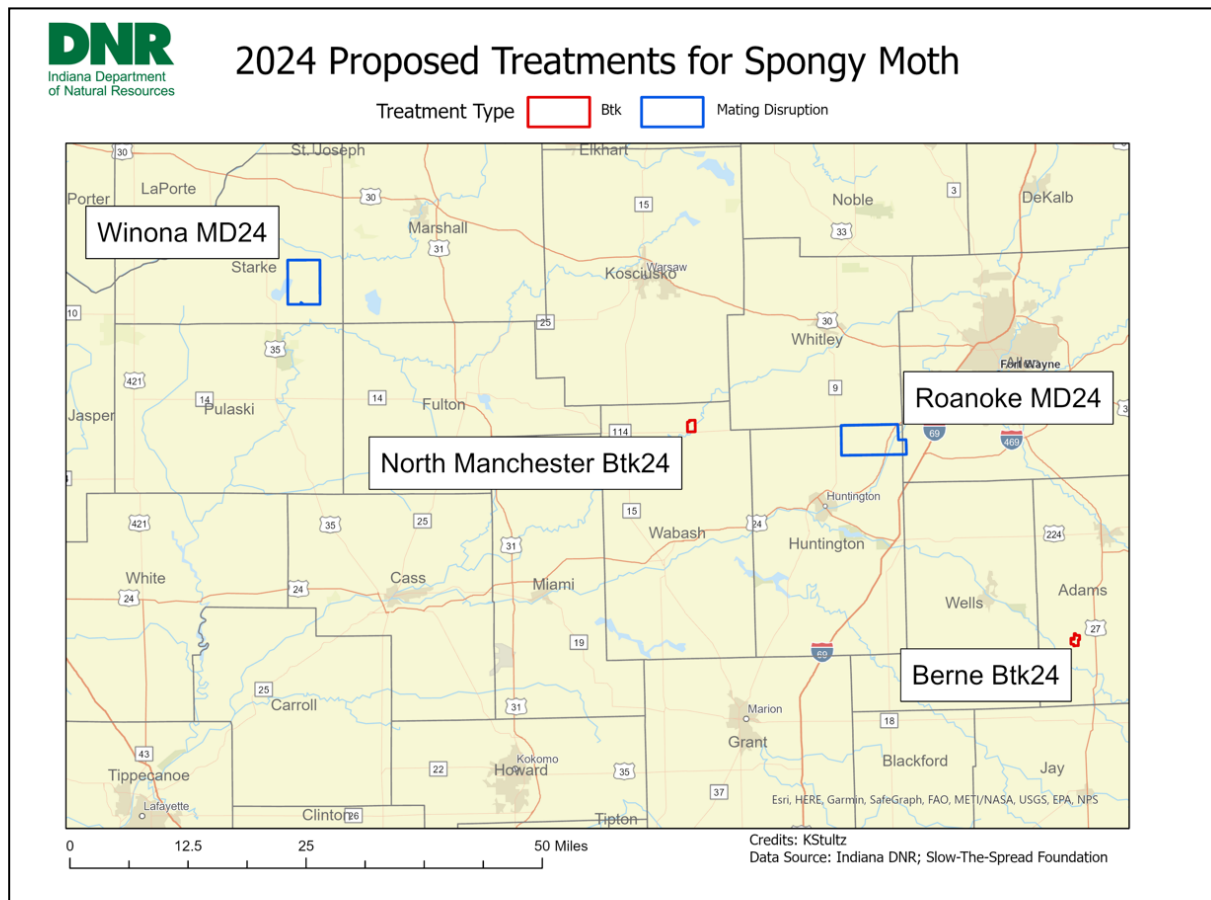 DNR
Indiana Department
of Natural Resources
2024 Proposed Treatments for Spongy Moth
Treatment Type Btk Mating Disruption
30 St. Joseph Elkhart 6
LaPorte
Porter 30 15 Noble 3 DeKalb
Winona MD24 Marshall 33
31
Starke Kosciusko Warsaw
10 25 30
35 Whitley
Allen
Fort Wayne
421 9
14 Pulaski 14 Fulton Roanoke MD24
Jasper 114 69 469
North Manchester Btk24
15 Huntington
421 35 25 24
31 Wabash Huntington 224
White Cass Miami
24 24 Wells Adams
19 27
69
Berne Btk24
25
Carroll 31 Marion 18
Grant
43 Blackford
Tippecanoe 22 Kokomo Jay
Howard 35
37 Esri, HERE, Garmin, SafeGraph, FAO, METI/NASA, USGS, EPA, NPS
Lafayette
Clinton 26 Tipton
0 12.5 25 50 Miles
Credits: KStultz
Data Source: Indiana DNR; Slow-The-Spread Foundation